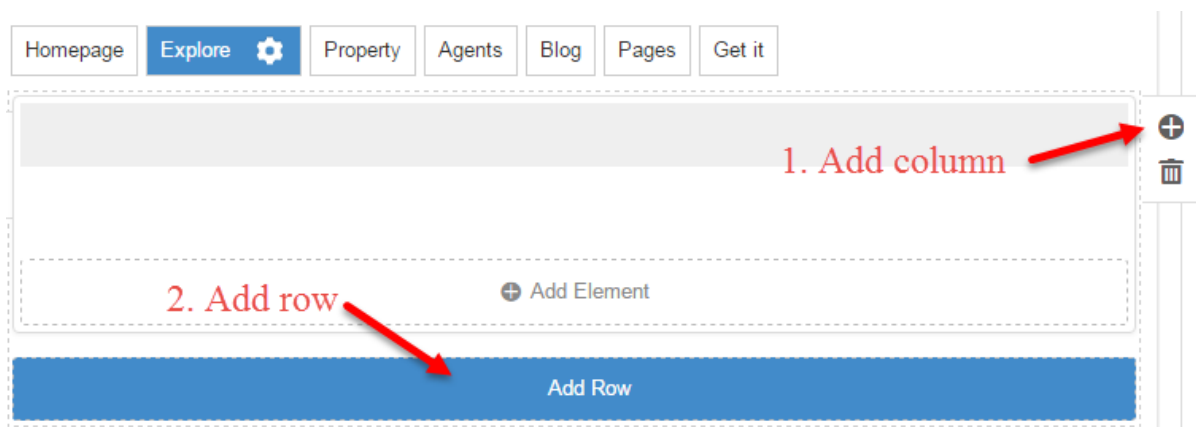 Homepage Explore Property Agents Blog Pages Get it
1. Add column
Add Element
2. Add row
Add Row